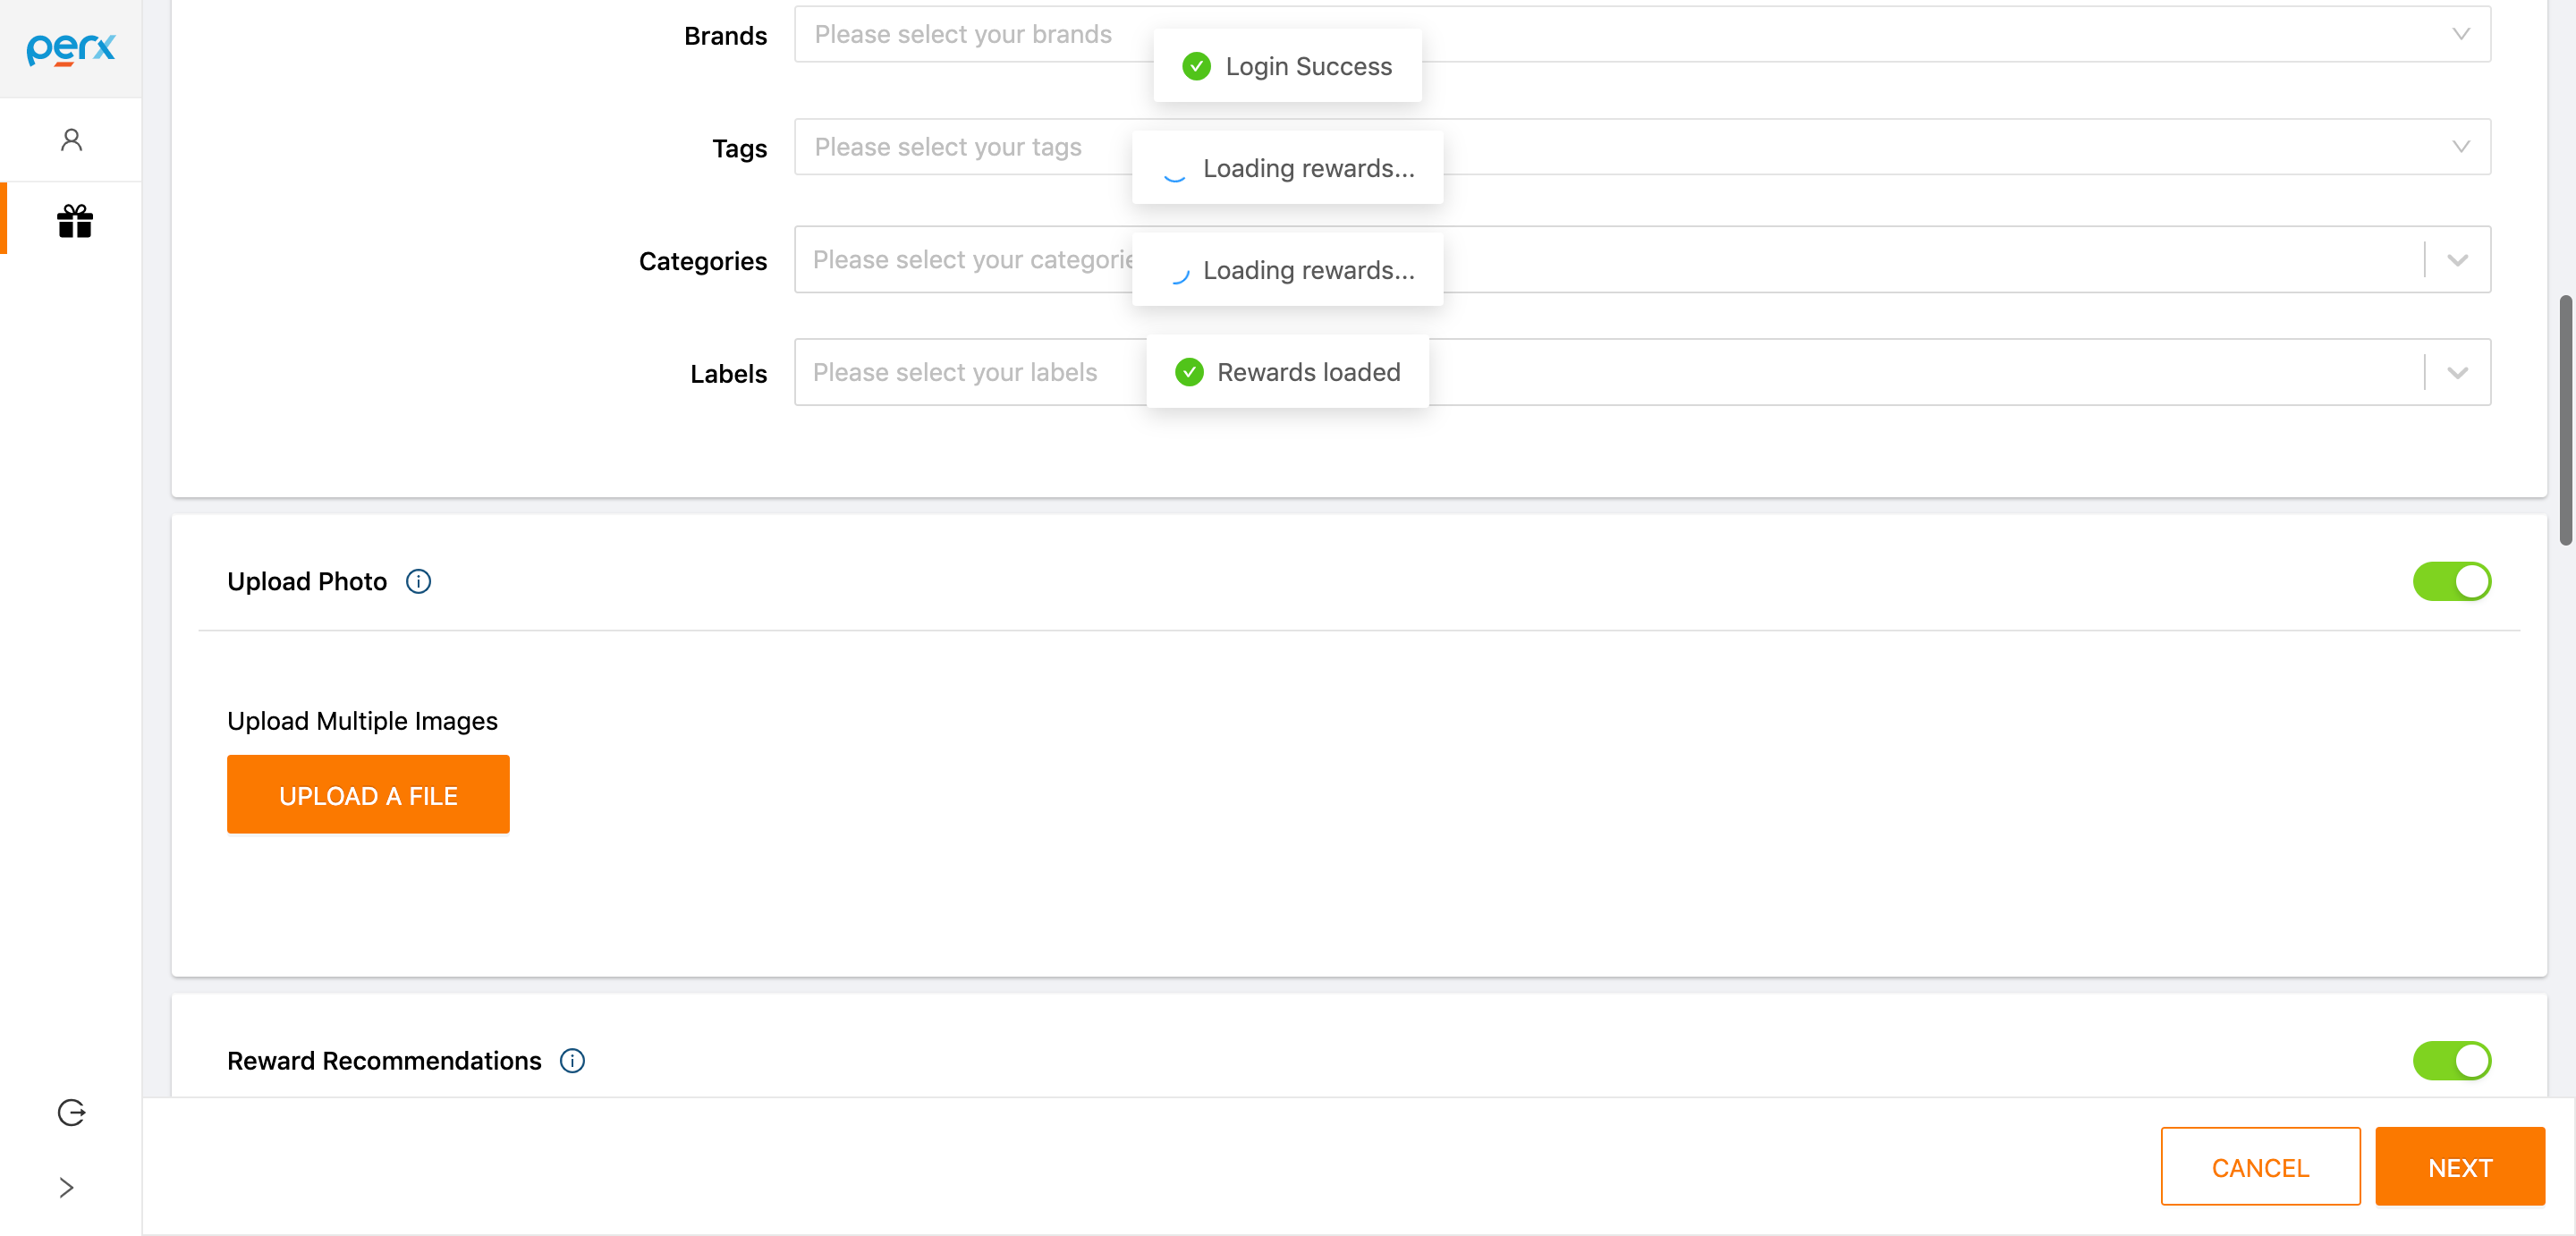 perx
Brands
Please select your brands
Login Success
Tags
Please select your tags
Loading rewards...
Categories
Please select your categorie
Loading rewards...
Labels
Please select your labels
Rewards loaded
Upload Photo
Upload Multiple Images
UPLOAD A FILE
Reward Recommendations
CANCEL
NEXT